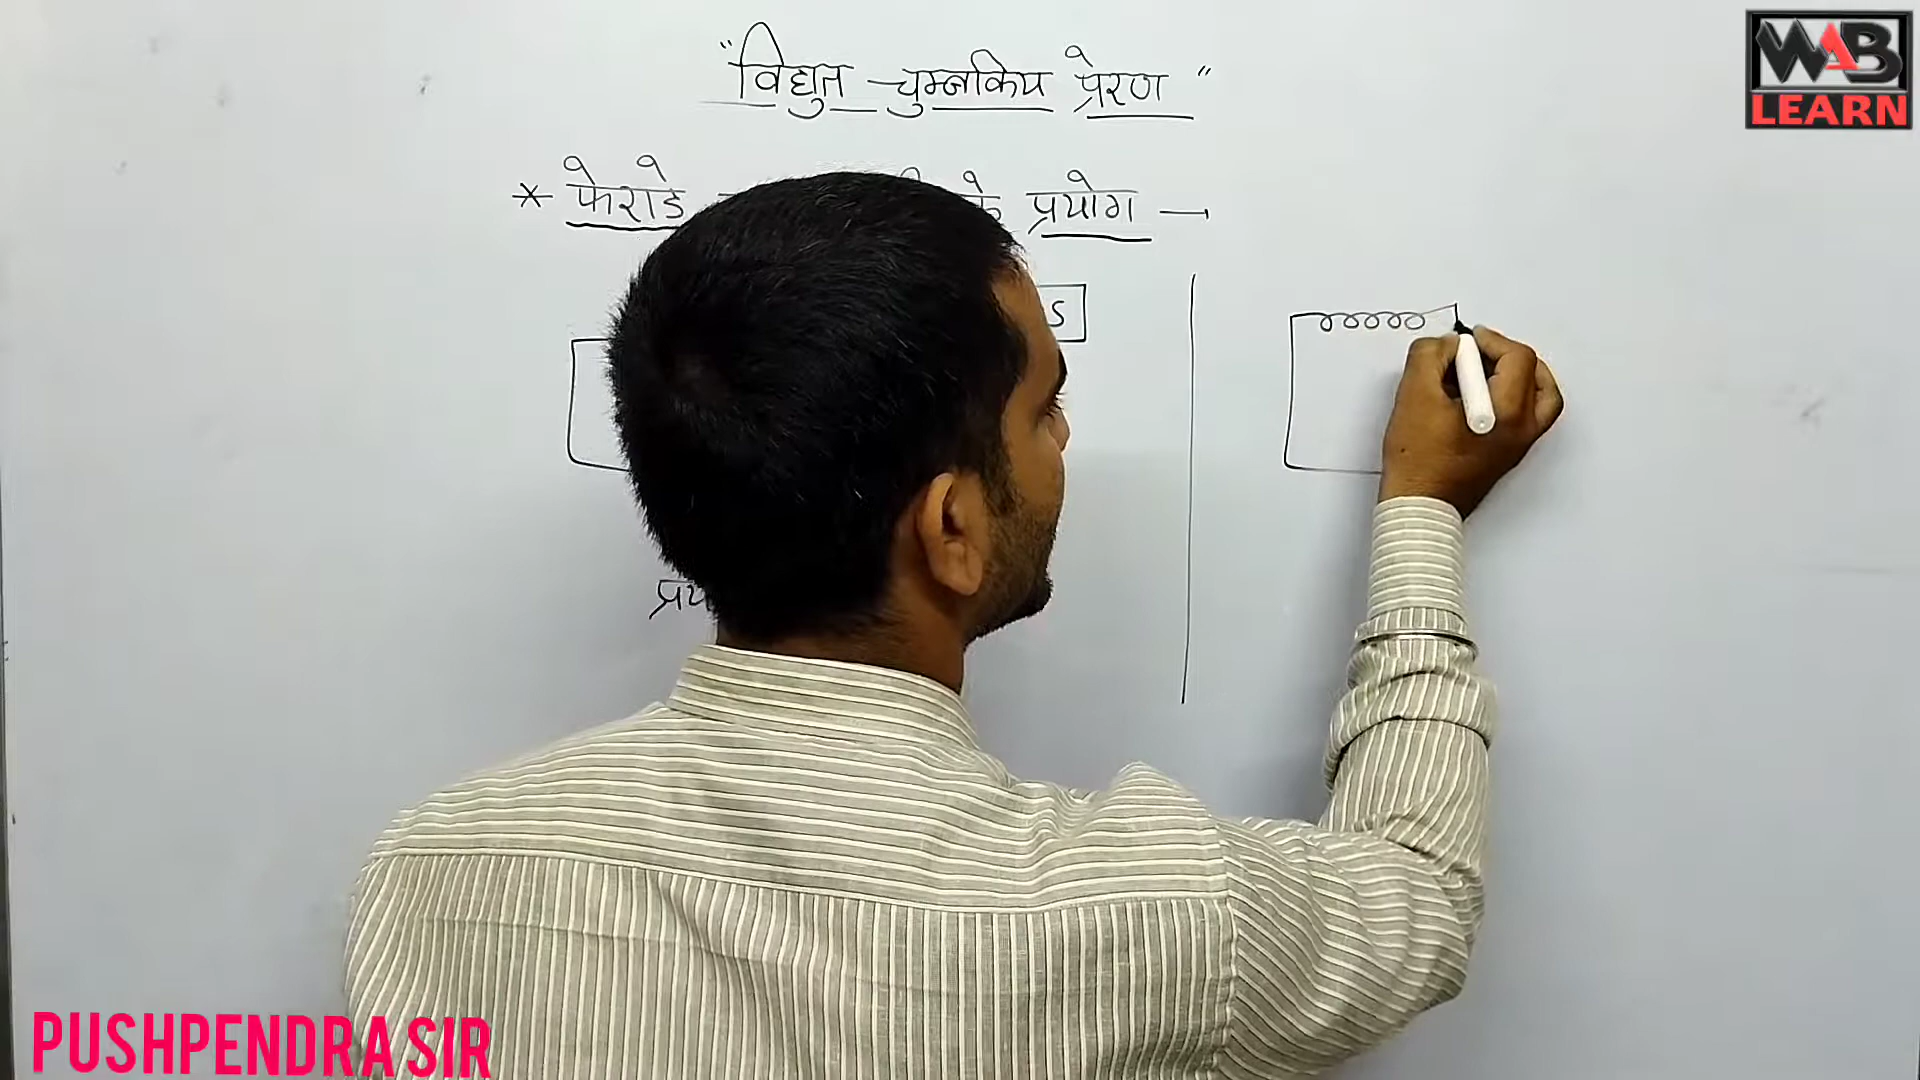 "विद्युत चुम्बकिय प्रेरण"
* फेराडे के प्रयोग →
S
WAB
LEARN
PUSHPENDRA SIR